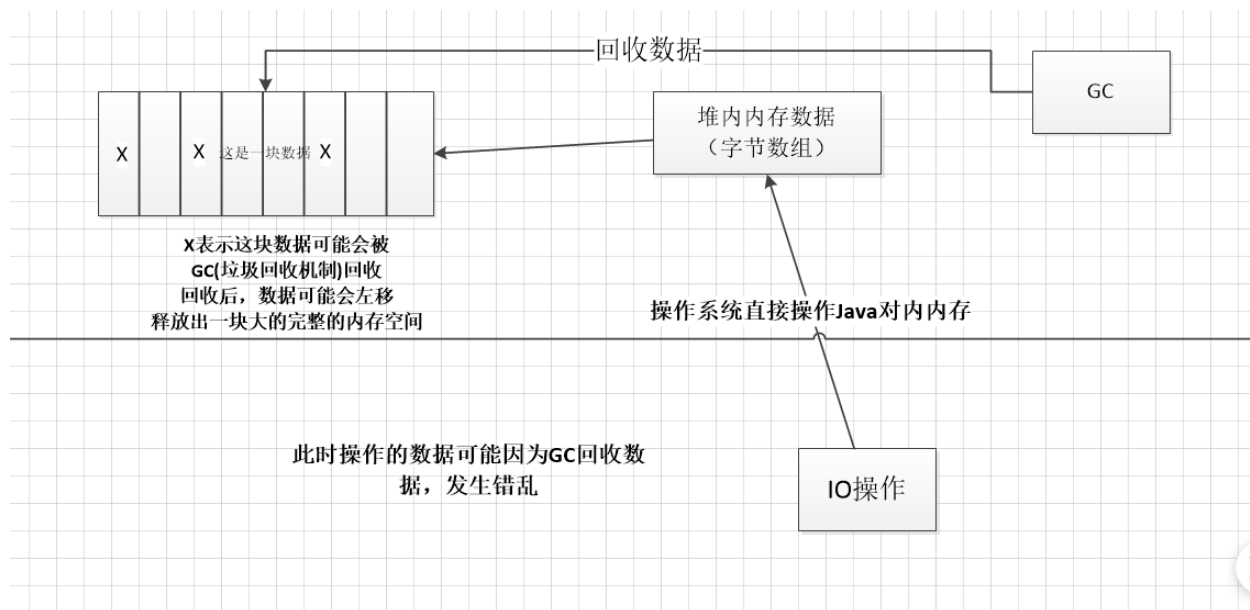 回收数据
GC
堆内内存数据
（字节数组）
X
X
这是一块数据
X
X表示这块数据可能会被
GC(垃圾回收机制)回收
回收后，数据可能会左移
释放出一块大的完整的内存空间
操作系统直接操作Java对内内存
此时操作的数据可能因为GC回收数
据，发生错乱
IO操作